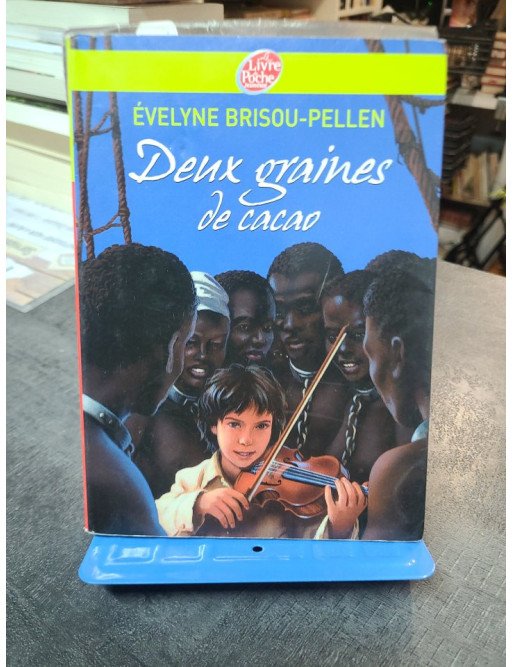 Le
Livre
de
Poche
ÉVELYNE BRISOU-PELLEN
Deux graines
de cacao